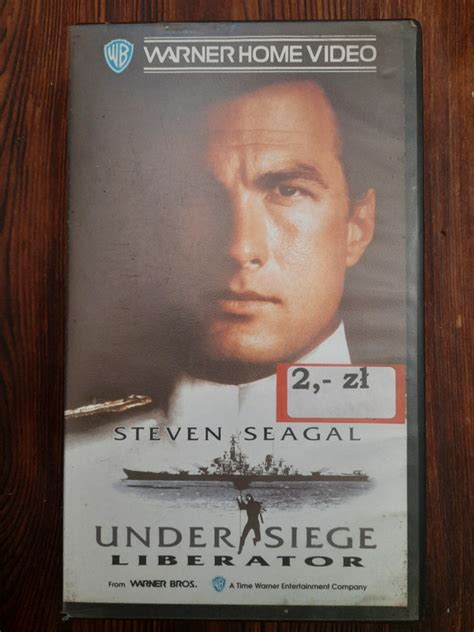 WB WARNER HOME VIDEO
2,- zł
STEVEN SEAGAL
UNDER SIEGE
LIBERATOR
From WARNER BROS. WB A Time Warner Entertainment Company